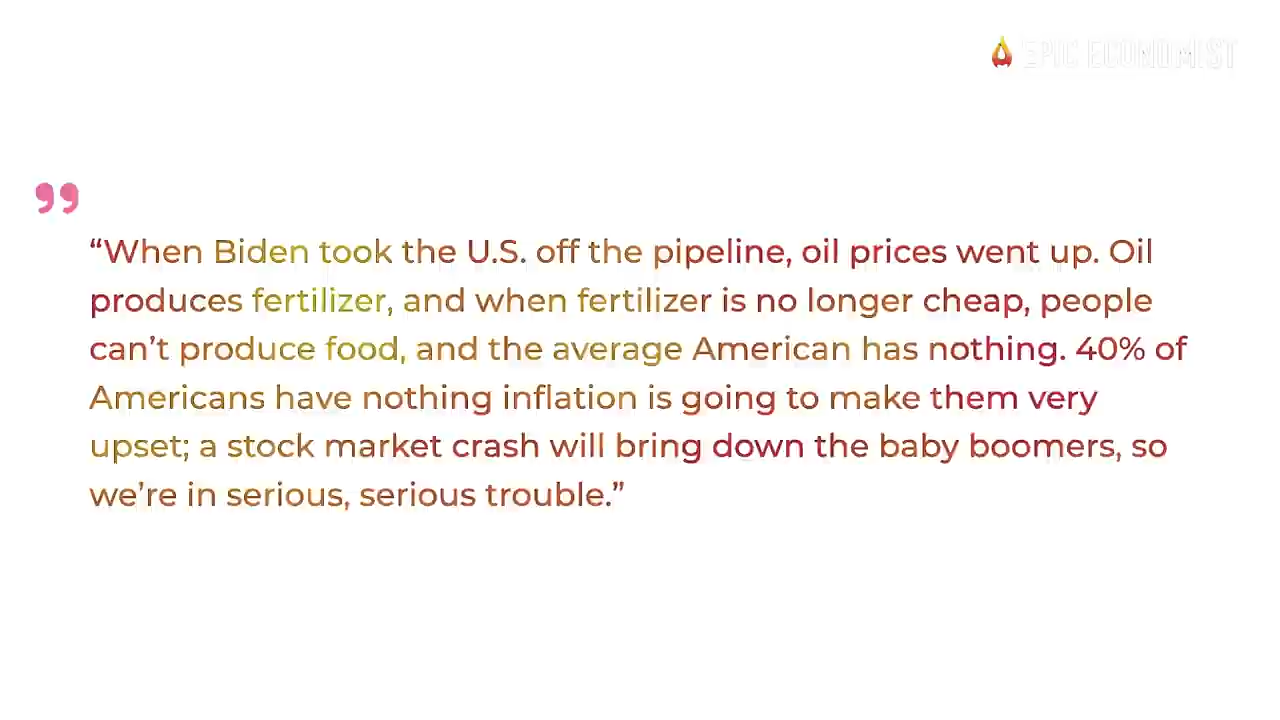 EPIC ECONOMIST
”
“When Biden took the U.S. off the pipeline, oil prices went up. Oil
produces fertilizer, and when fertilizer is no longer cheap, people
can’t produce food, and the average American has nothing. 40% of
Americans have nothing inflation is going to make them very
upset; a stock market crash will bring down the baby boomers, so
we’re in serious, serious trouble.”